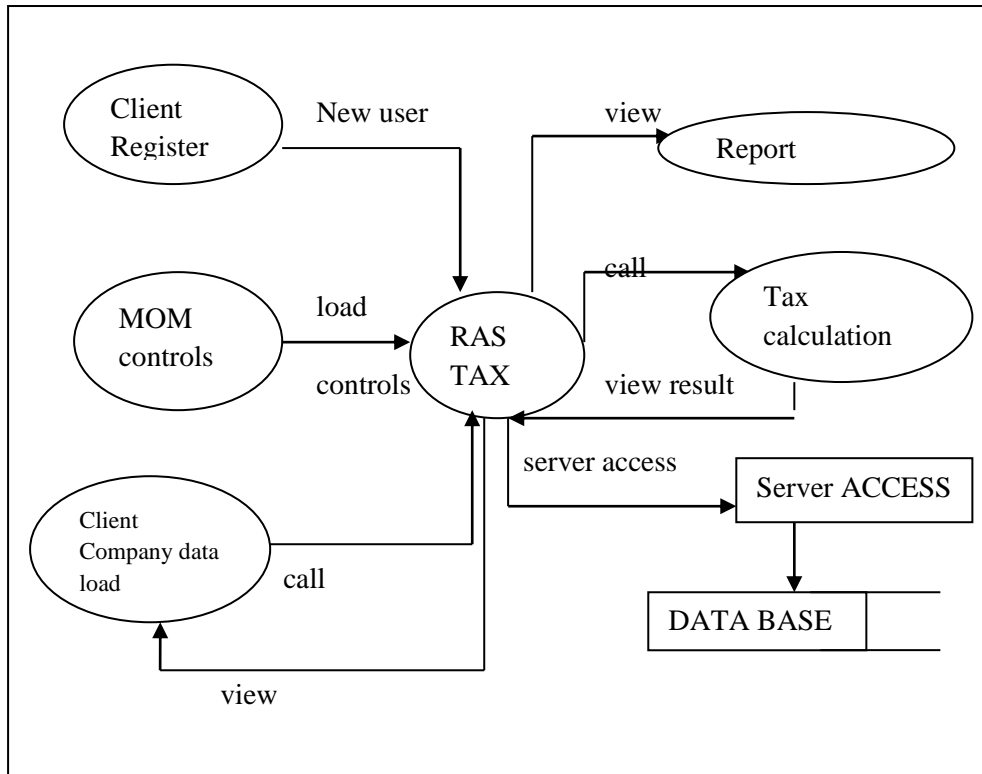 Client
Register
New user
view
Report
MOM
controls
load
controls
RAS
TAX
call
Tax
calculation
view result
server access
Server ACCESS
Client
Company data
load
call
DATA BASE
view